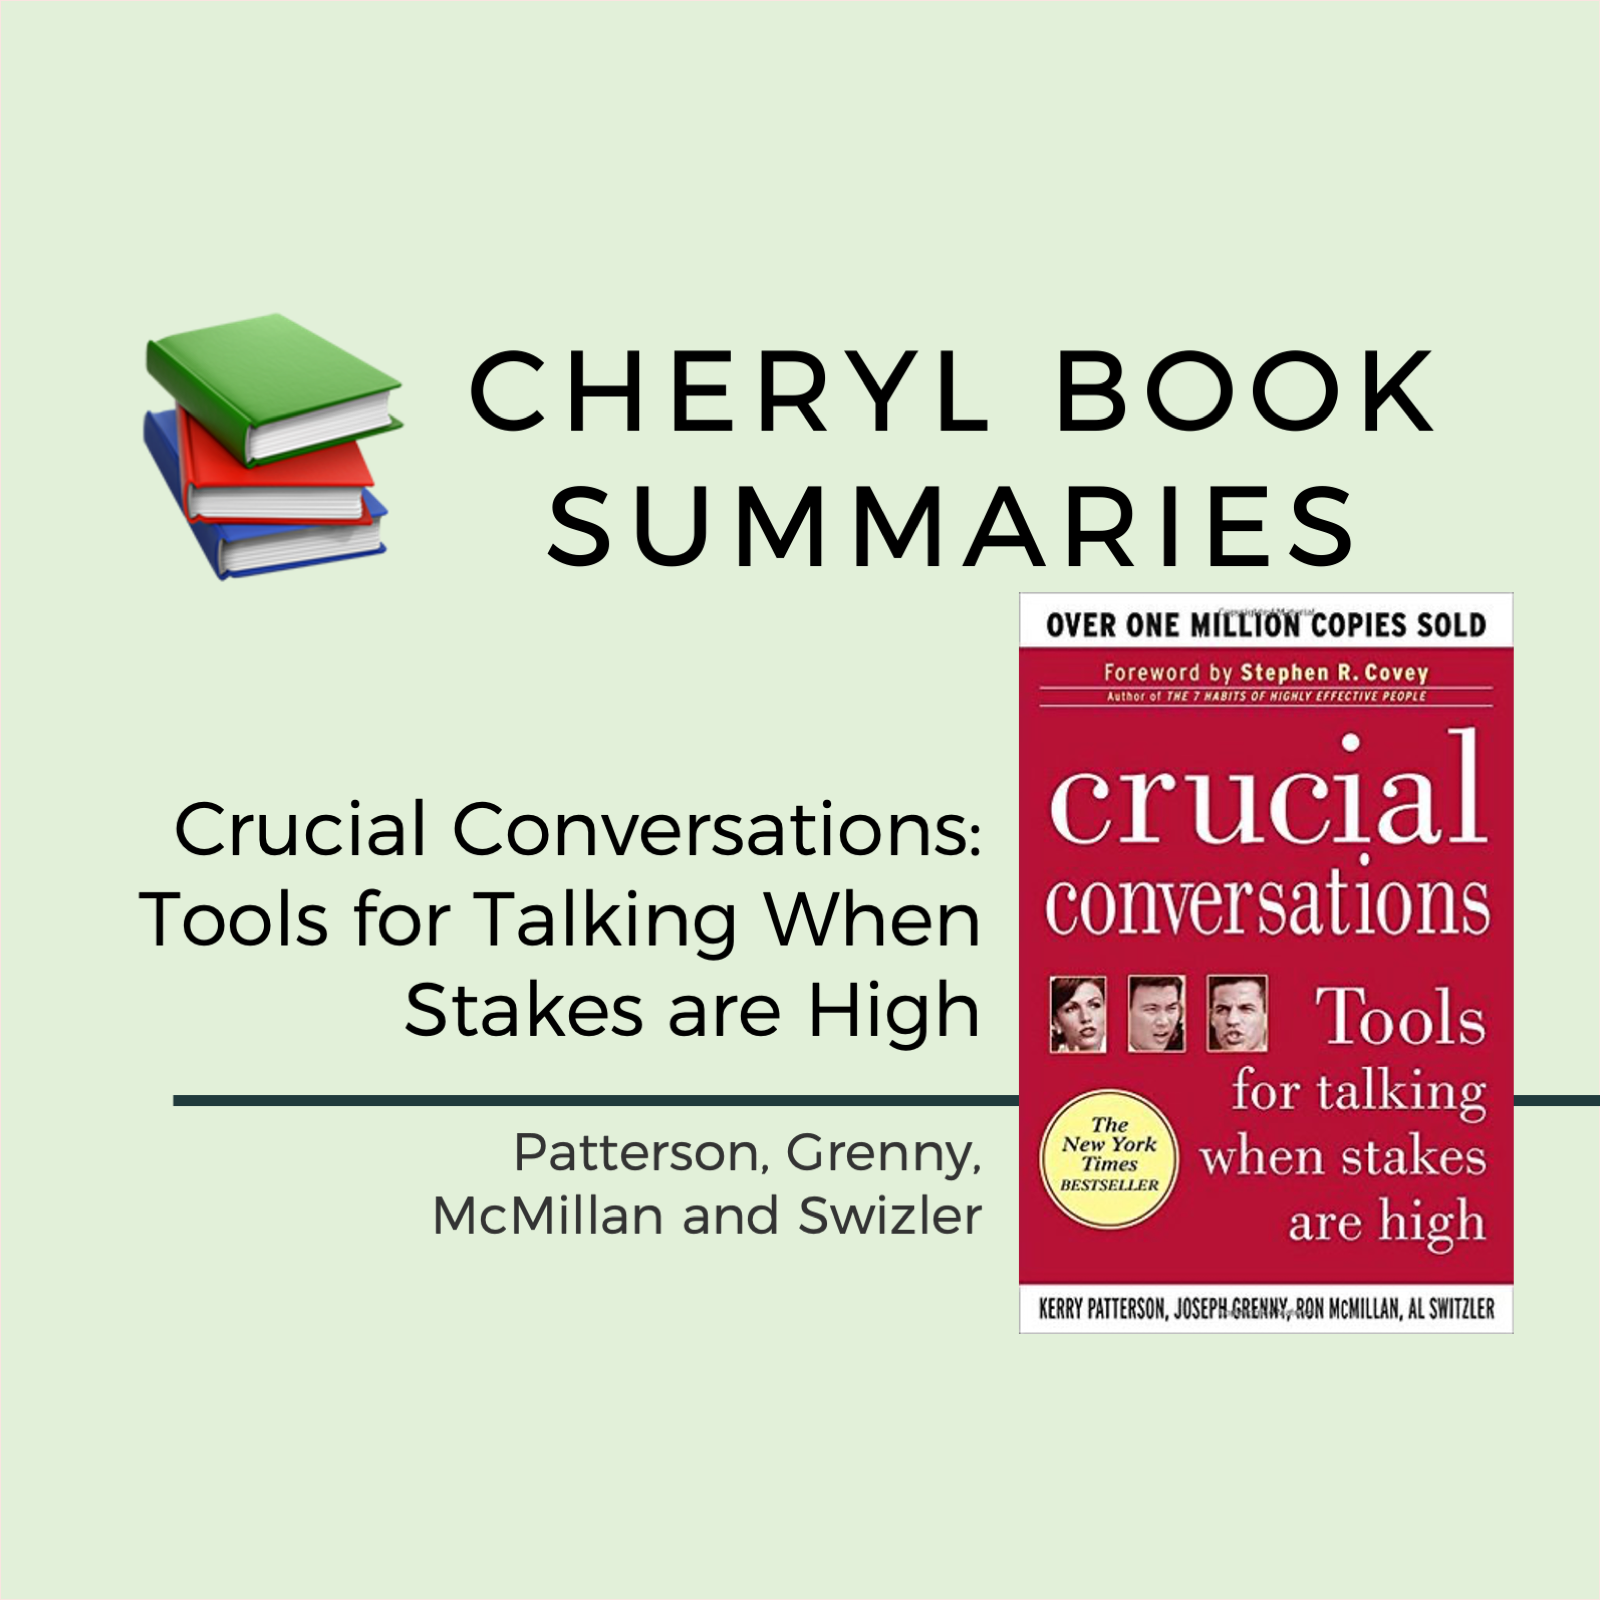 CHERYL BOOK
SUMMARIES
Crucial Conversations:
Tools for Talking When
Stakes are High
Patterson, Grenny,
McMillan and Swizler
Copyrighted Material
OVER ONE MILLION COPIES SOLD
Foreword by Stephen R. Covey
Author of THE 7 HABITS OF HIGHLY EFFECTIVE PEOPLE
crucial
conversations
Tools
for talking
when stakes
are high
The
New York
Times
BESTSELLER
KERRY PATTERSON, JOSEPH GRENNY, RON McMILLAN, AL SWITZLER